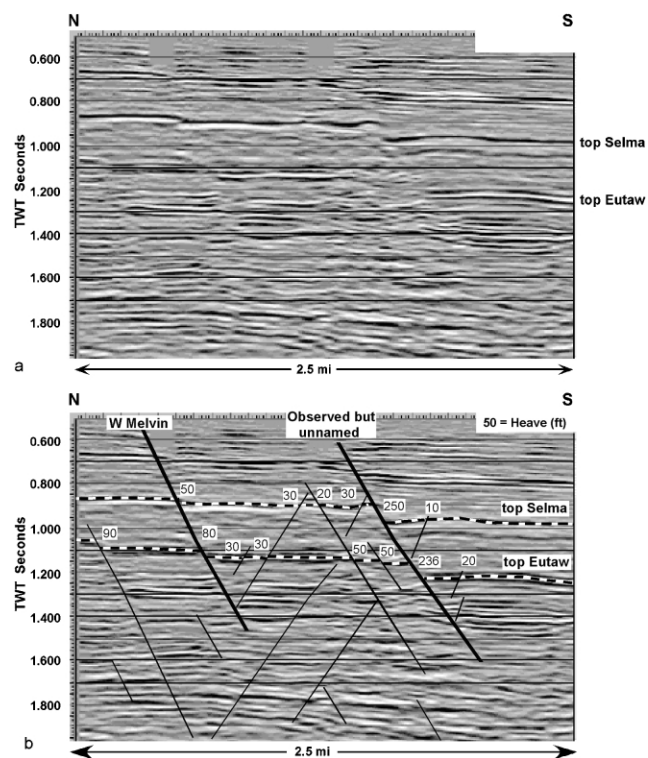 N S
0.600
0.800
1.000
1.200
1.400
1.600
1.800
TWT Seconds
top Selma
top Eutaw
a
2.5 mi
N S
W Melvin
Observed but
unnamed
50 = Heave (ft)
0.600
0.800
1.000
1.200
1.400
1.600
1.800
TWT Seconds
50 30 20 30 250 10
top Selma
90 80 30 30 50 50 236 20
top Eutaw
b
2.5 mi